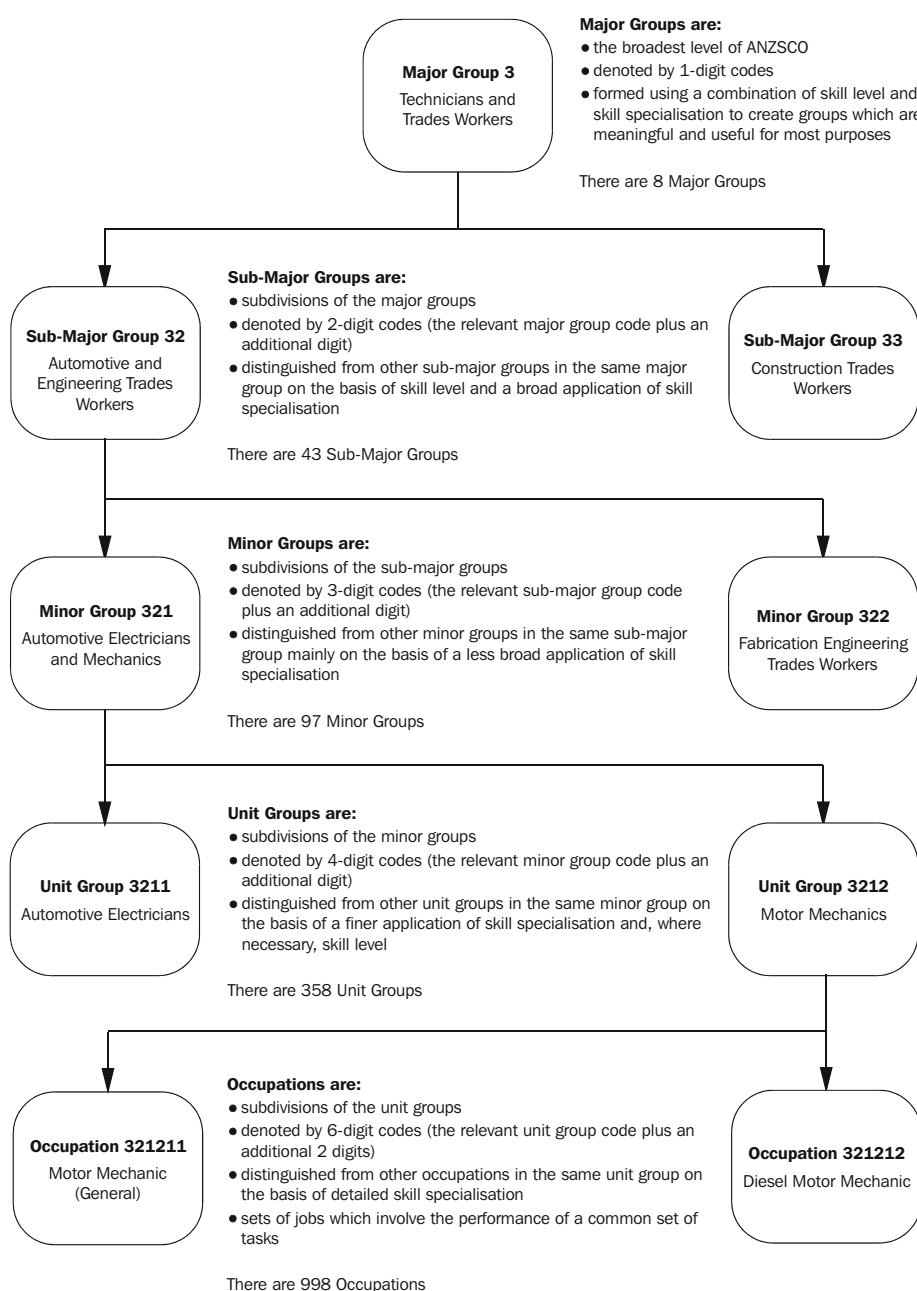 Major Group 3
Technicians and
Trades Workers
Major Groups are:
• the broadest level of ANZSCO
• denoted by 1-digit codes
• formed using a combination of skill level and
skill specialisation to create groups which are
meaningful and useful for most purposes
There are 8 Major Groups
Sub-Major Group 32
Automotive and
Engineering Trades
Workers
Sub-Major Groups are:
• subdivisions of the major groups
• denoted by 2-digit codes (the relevant major group code plus an
additional digit)
• distinguished from other sub-major groups in the same major
group on the basis of skill level and a broad application of skill
specialisation
There are 43 Sub-Major Groups
Sub-Major Group 33
Construction Trades
Workers
Minor Group 321
Automotive Electricians
and Mechanics
Minor Groups are:
• subdivisions of the sub-major groups
• denoted by 3-digit codes (the relevant sub-major group code
plus an additional digit)
• distinguished from other minor groups in the same sub-major
group mainly on the basis of a less broad application of skill
specialisation
There are 97 Minor Groups
Minor Group 322
Fabrication Engineering
Trades Workers
Unit Group 3211
Automotive Electricians
Unit Groups are:
• subdivisions of the minor groups
• denoted by 4-digit codes (the relevant minor group code plus an
additional digit)
• distinguished from other unit groups in the same minor group on
the basis of a finer application of skill specialisation and, where
necessary, skill level
There are 358 Unit Groups
Unit Group 3212
Motor Mechanics
Occupation 321211
Motor Mechanic
(General)
Occupations are:
• subdivisions of the unit groups
• denoted by 6-digit codes (the relevant unit group code plus an
additional 2 digits)
• distinguished from other occupations in the same unit group on
the basis of detailed skill specialisation
• sets of jobs which involve the performance of a common set of
tasks
There are 998 Occupations
Occupation 321212
Diesel Motor Mechanic